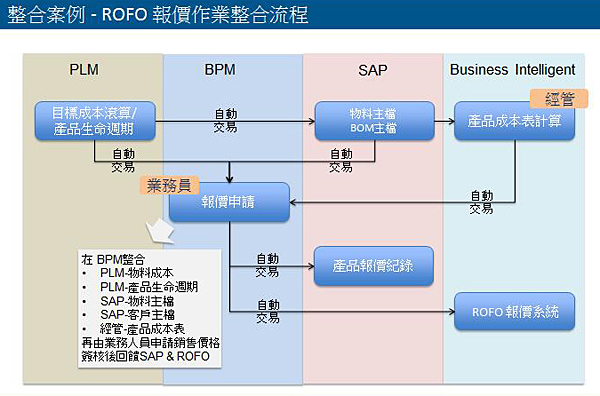 整合案例 - ROFO 報價作業整合流程
PLM
BPM
SAP
Business Intelligent
經管
目標成本滾算/
產品生命週期
自動
交易
物料主檔
BOM主檔
產品成本表計算
自動
交易
自動
交易
自動
交易
業務員
報價申請
在 BPM整合
• PLM-物料成本
• PLM-產品生命週期
• SAP-物料主檔
• SAP-客戶主檔
• 經管-產品成本表
再由業務人員申請銷售價格
簽核後回饋SAP & ROFO
自動
交易
產品報價紀錄
自動
交易
ROFO 報價系統